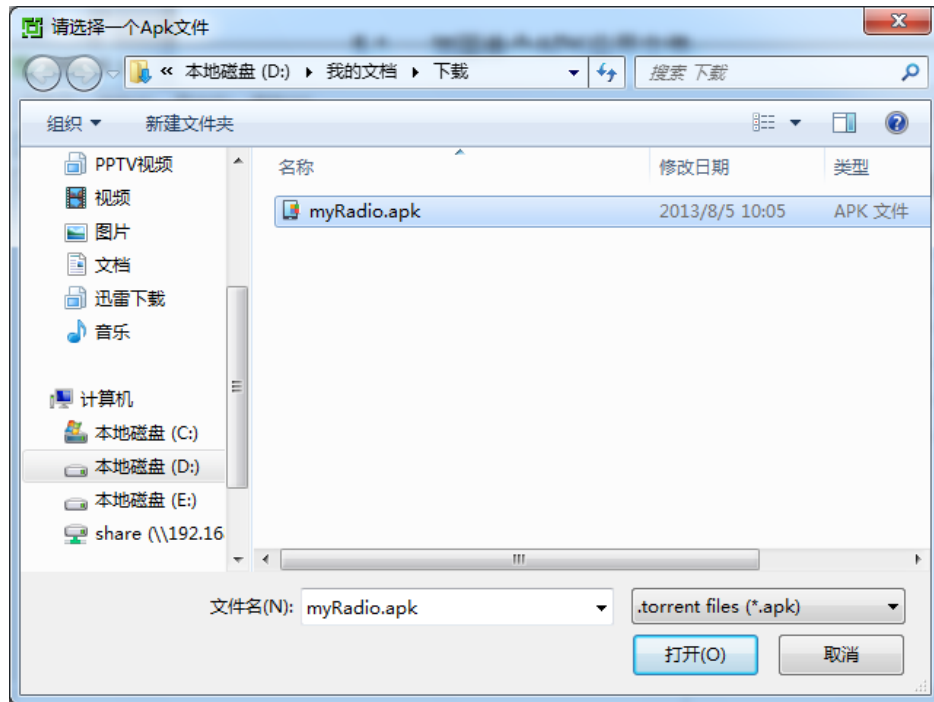 请选择一个Apk文件
« 本地磁盘 (D:) ▸ 我的文档 ▸ 下载
搜索 下载
组织 新建文件夹
PPTV视频
视频
图片
文档
迅雷下载
音乐
计算机
本地磁盘 (C:)
本地磁盘 (D:)
本地磁盘 (E:)
share (\\192.16
名称 修改日期 类型
myRadio.apk 2013/8/5 10:05 APK 文件
文件名(N): myRadio.apk .torrent files (*.apk)
打开(O) 取消